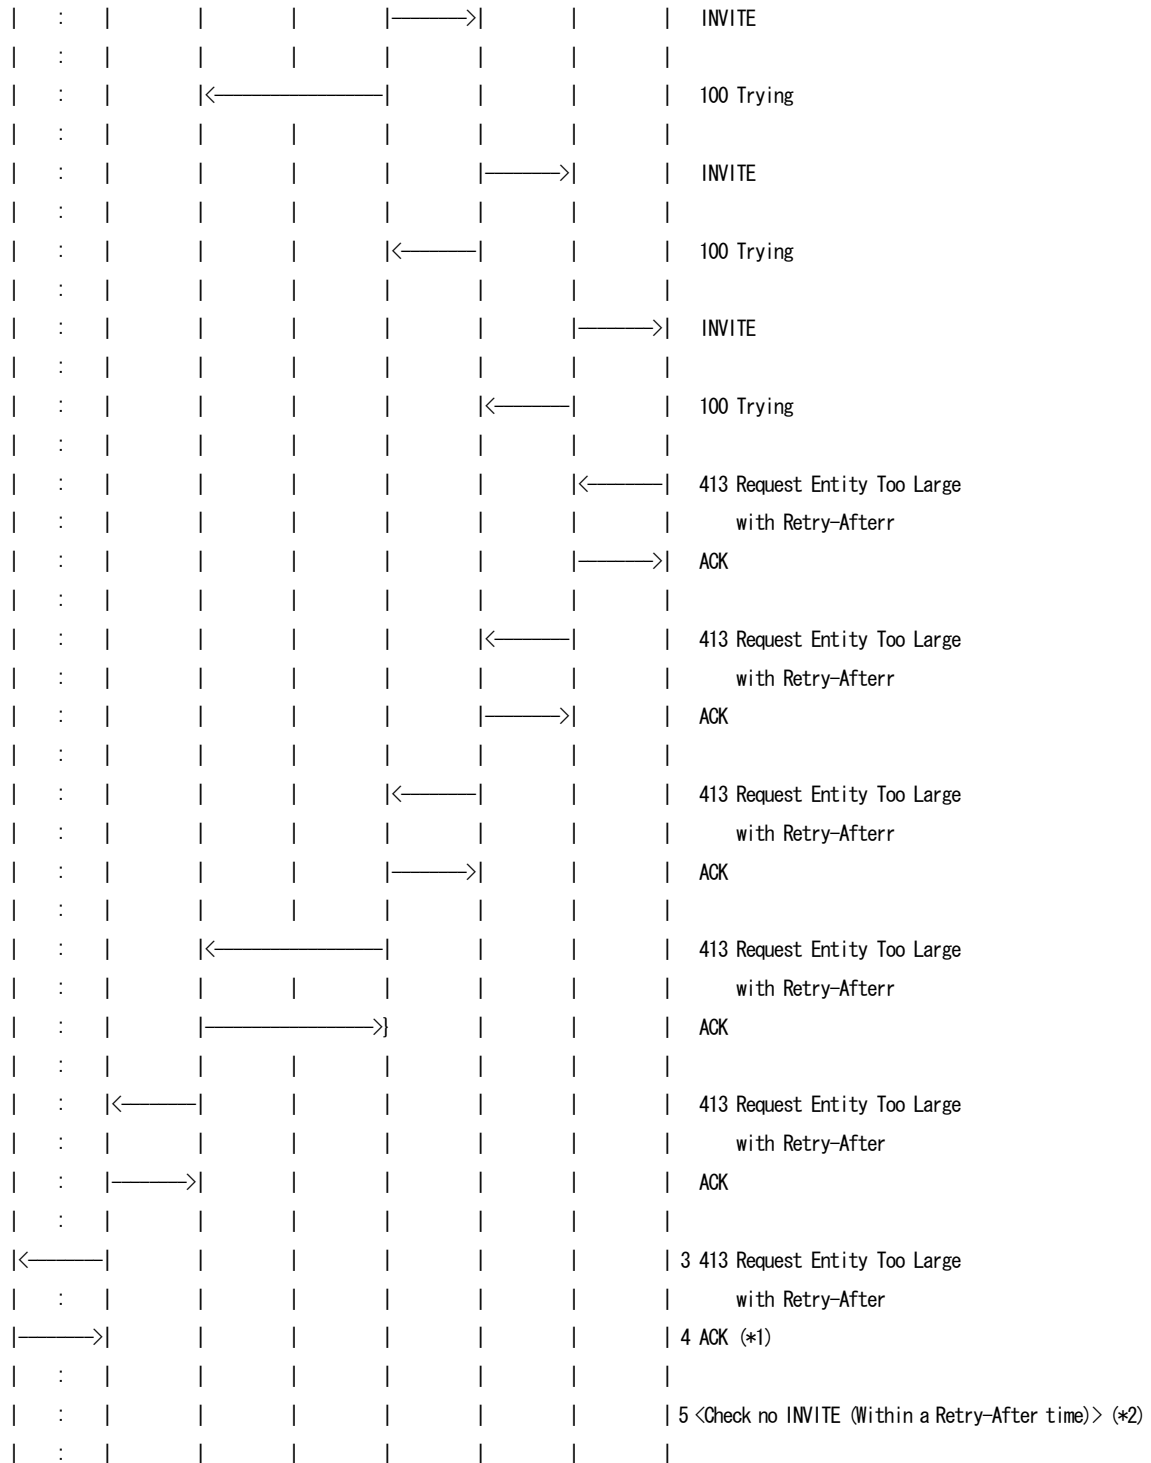 INVITE
100 Trying
INVITE
100 Trying
INVITE
100 Trying
413 Request Entity Too Large
with Retry-Afterr
ACK
413 Request Entity Too Large
with Retry-Afterr
ACK
413 Request Entity Too Large
with Retry-Afterr
ACK
413 Request Entity Too Large
with Retry-Afterr
ACK
413 Request Entity Too Large
with Retry-After
ACK
3 413 Request Entity Too Large
with Retry-After
4 ACK (*1)
5 <Check no INVITE (Within a Retry-After time)> (*2)